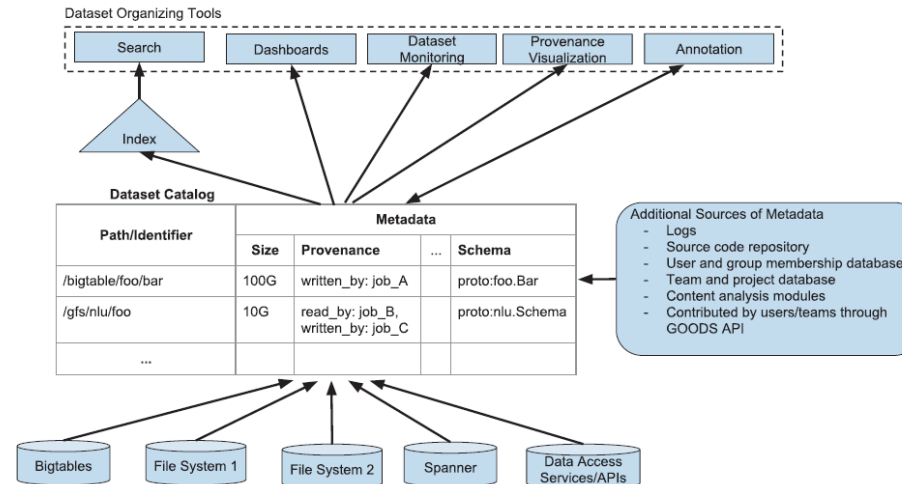 Dataset Organizing Tools
Search
Dashboards
Dataset
Monitoring
Provenance
Visualization
Annotation
Index
Dataset Catalog
Path/Identifier
Metadata
Size
Provenance
...
Schema
/bigtable/foo/bar
100G
written_by: job_A
proto:foo.Bar
/gfs/nlu/foo
10G
read_by: job_B,
written_by: job_C
proto:nlu.Schema
...
Additional Sources of Metadata
- Logs
- Source code repository
- User and group membership database
- Team and project database
- Content analysis modules
- Contributed by users/teams through
GOODS API
Bigtables
File System 1
File System 2
Spanner
Data Access
Services/APIs